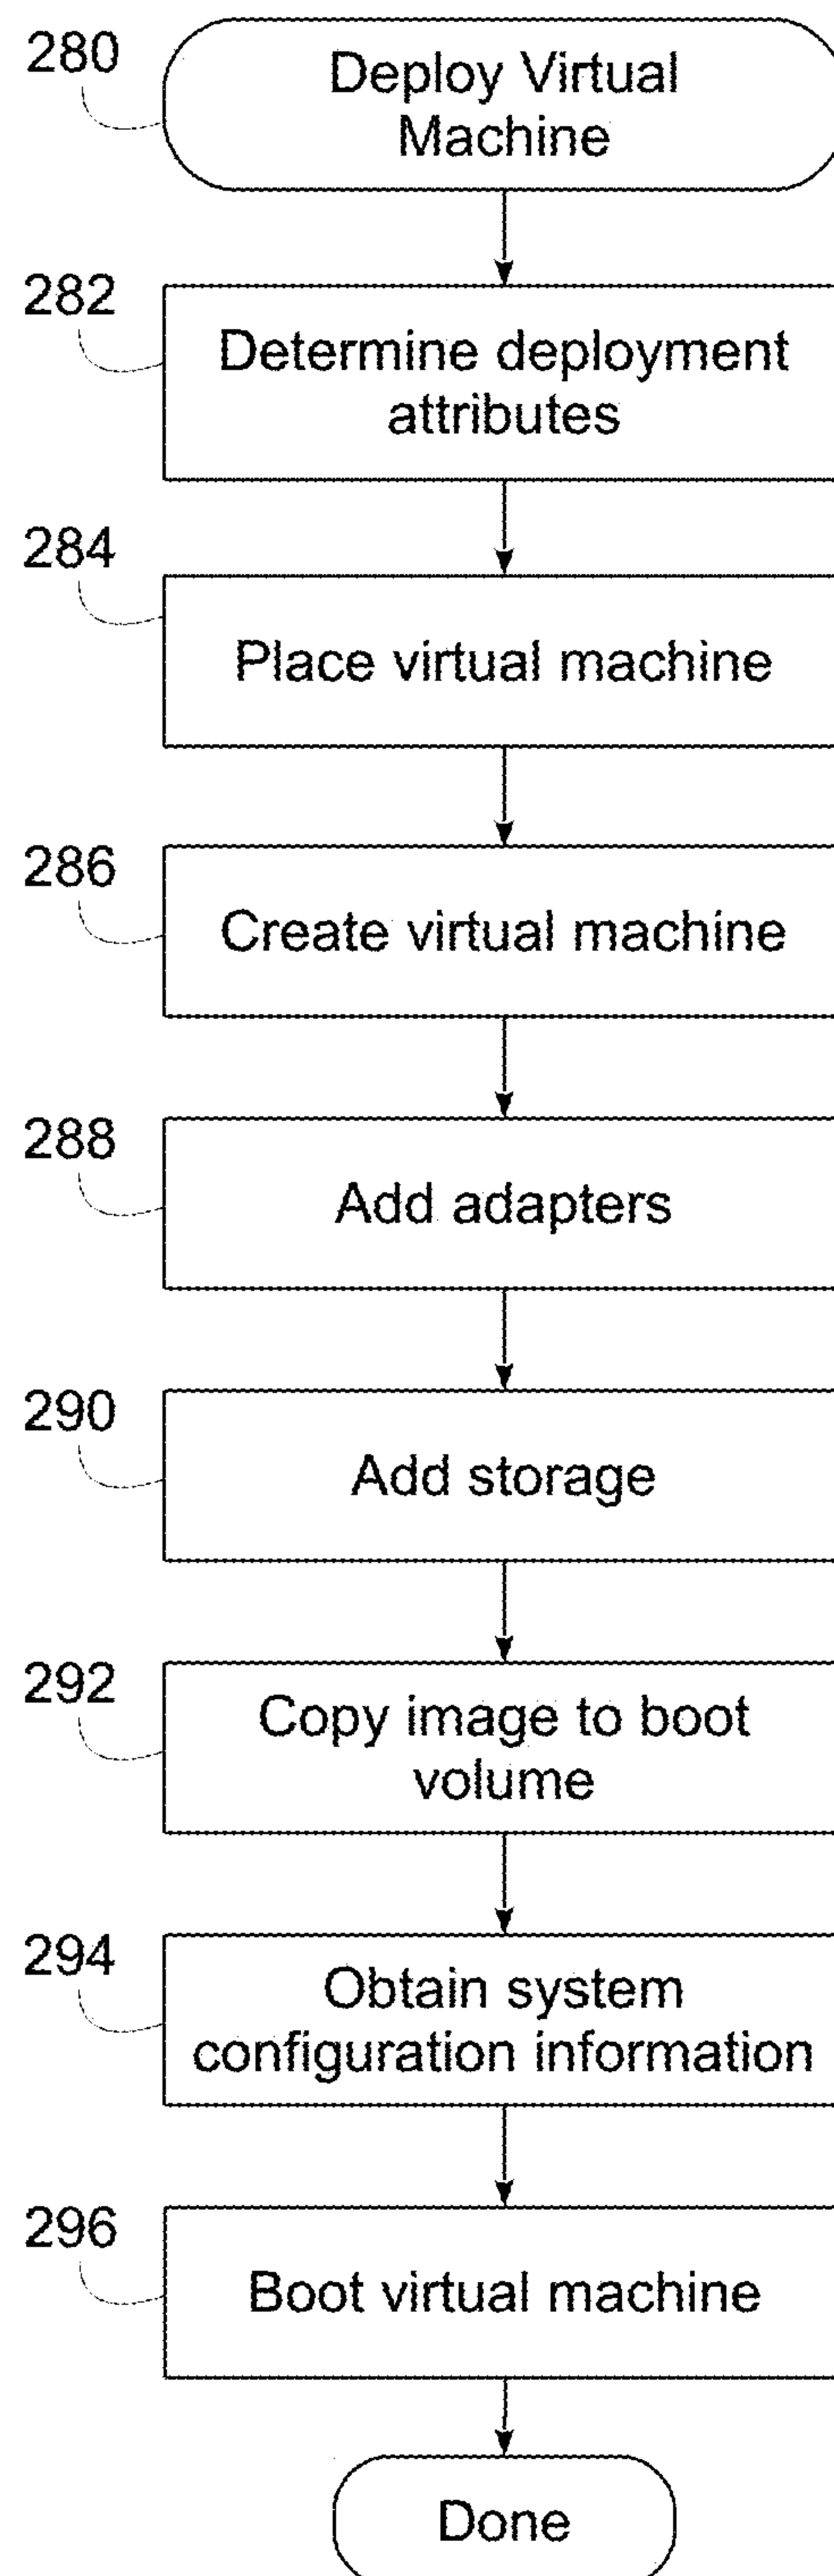 280
Deploy Virtual
Machine
282
Determine deployment
attributes
284
Place virtual machine
286
Create virtual machine
288
Add adapters
290
Add storage
292
Copy image to boot
volume
294
Obtain system
configuration information
296
Boot virtual machine
Done